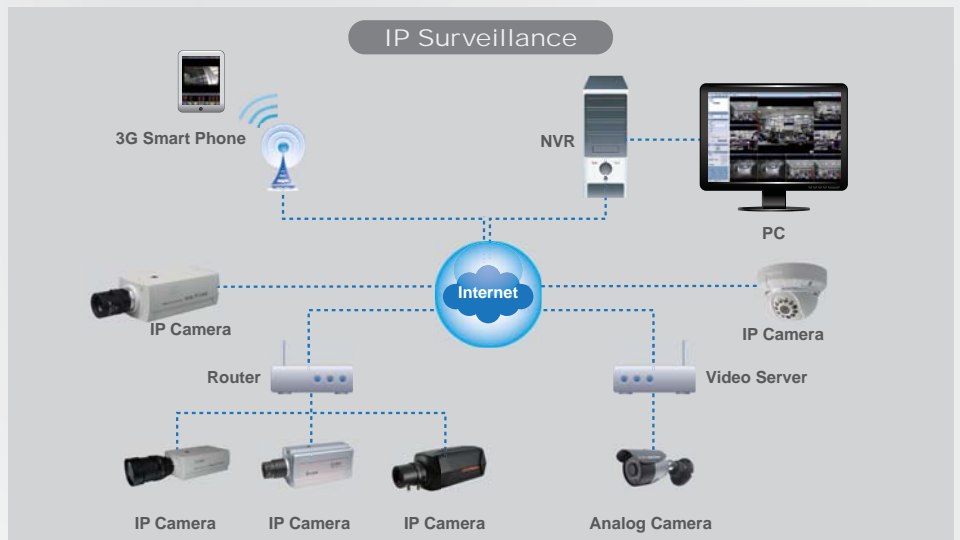 IP Surveillance
3G Smart Phone
NVR
PC
Internet
IP Camera
IP Camera
Router
Video Server
IP Camera
IP Camera
IP Camera
Analog Camera